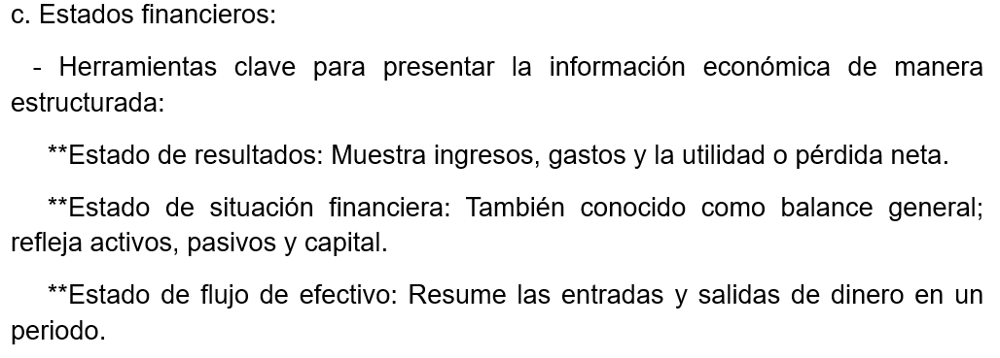 c. Estados financieros:
- Herramientas clave para presentar la información económica de manera
estructurada:
**Estado de resultados: Muestra ingresos, gastos y la utilidad o pérdida neta.
**Estado de situación financiera: También conocido como balance general;
refleja activos, pasivos y capital.
**Estado de flujo de efectivo: Resume las entradas y salidas de dinero en un
periodo.